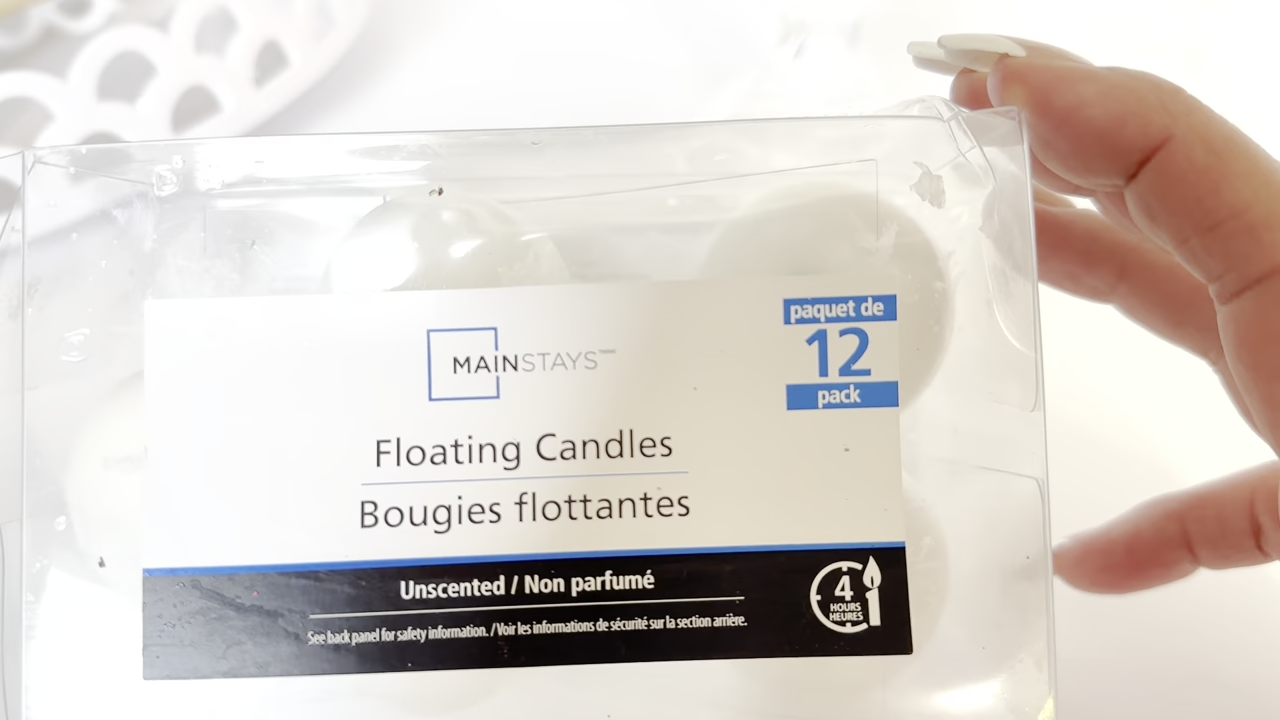 MAINSTAYS™
paquet de
12
pack
Floating Candles
Bougies flottantes
Unscented / Non parfumé
See back panel for safety information. / Voir les informations de sécurité sur la section arrière.
4
HOURS
HEURES